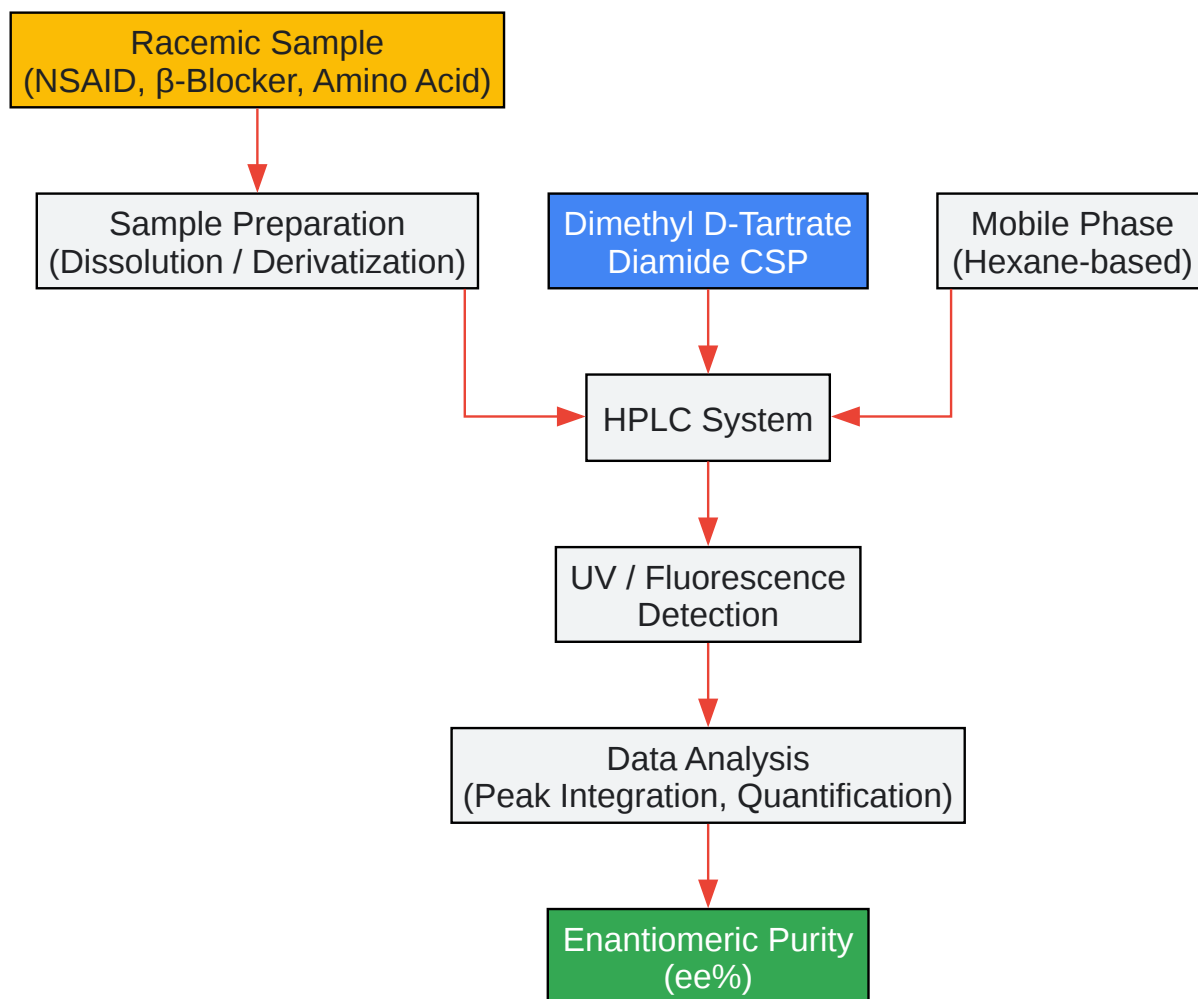 Racemic Sample
(NSAID, β-Blocker, Amino Acid)
Sample Preparation
(Dissolution / Derivatization)
Dimethyl D-Tartrate
Diamide CSP
Mobile Phase
(Hexane-based)
HPLC System
UV / Fluorescence
Detection
Data Analysis
(Peak Integration, Quantification)
Enantiomeric Purity
(ee%)